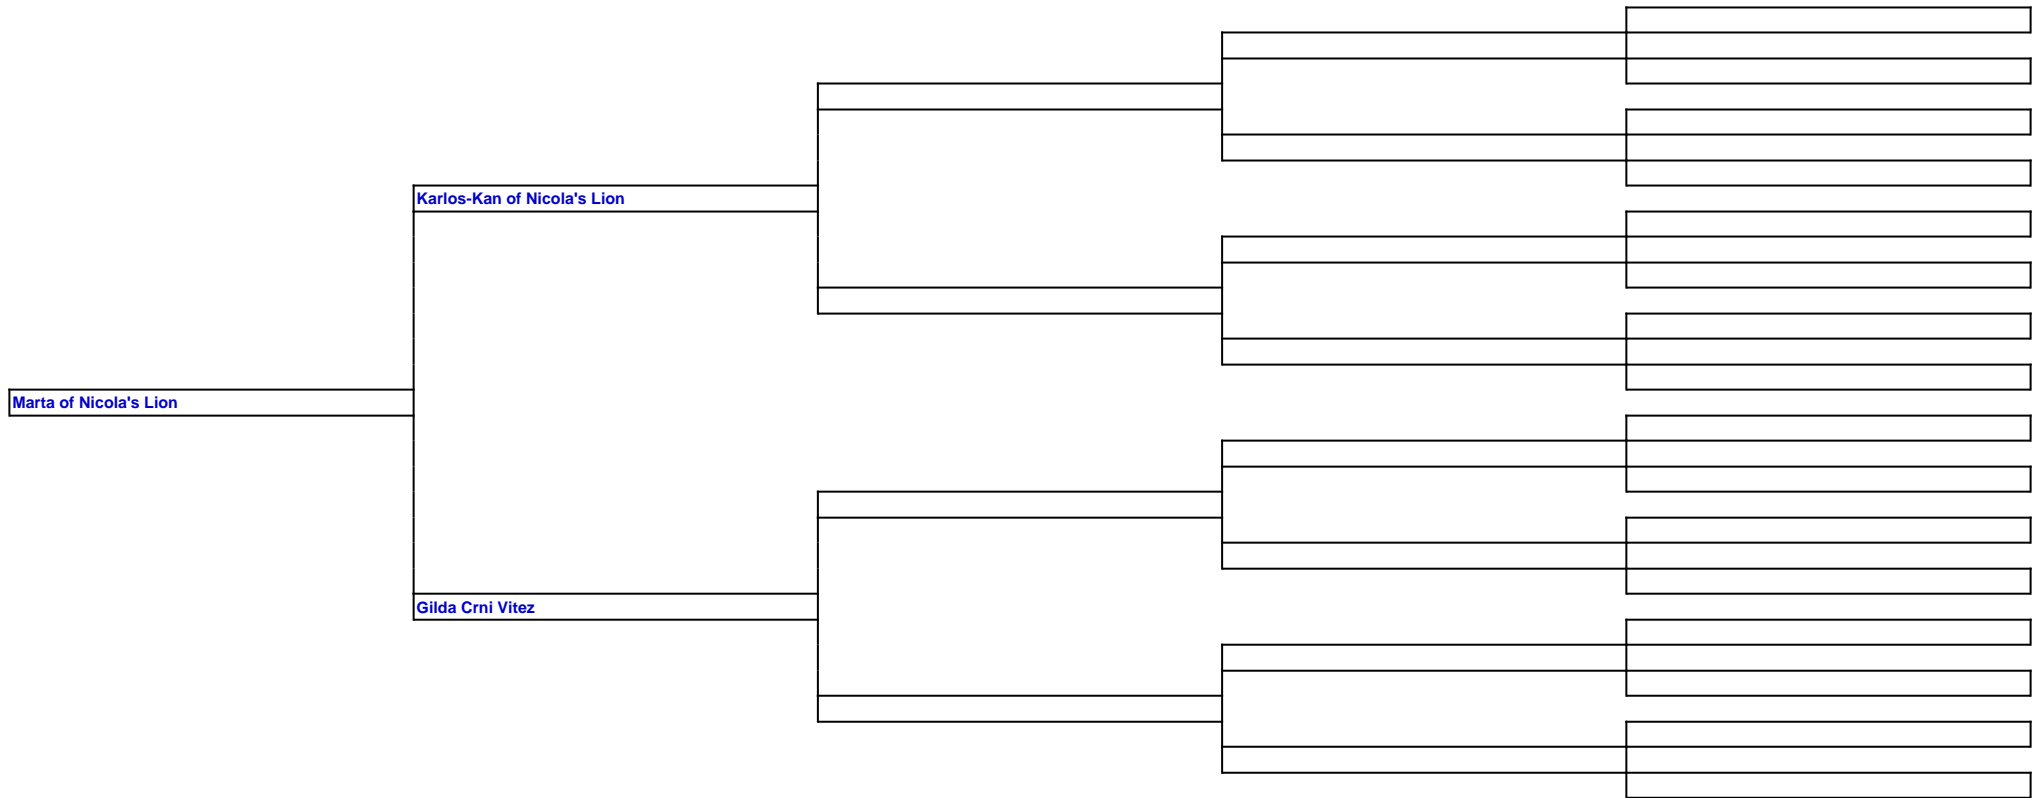 Karlos-Kan of Nicola's Lion
Marta of Nicola's Lion
Gilda Crni Vitez